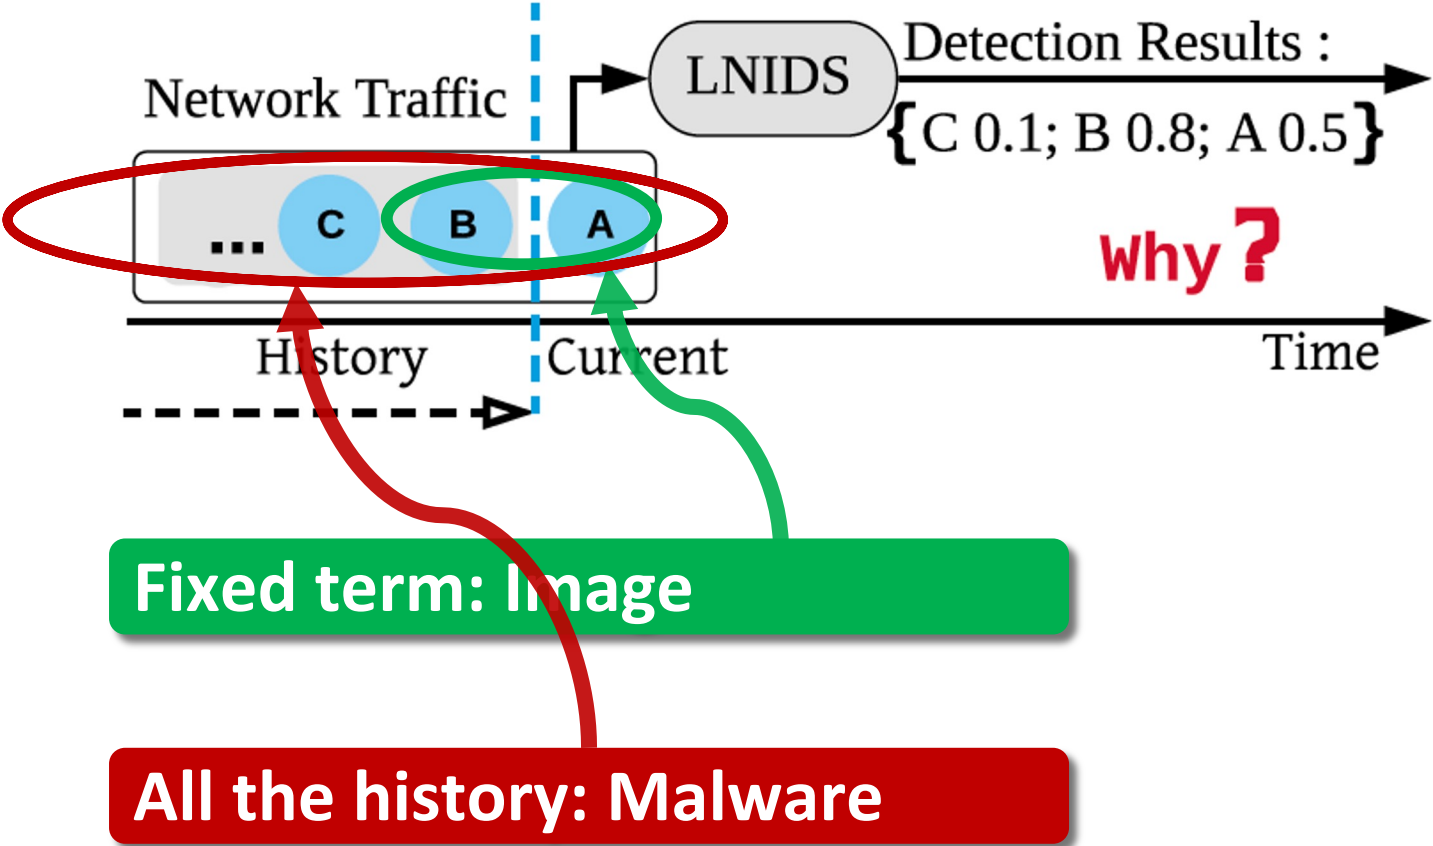 Network Traffic
LNIDS
Detection Results :
{C 0.1; B 0.8; A 0.5}
... C B A
Why?
History
Current
Time
Fixed term: Image
All the history: Malware